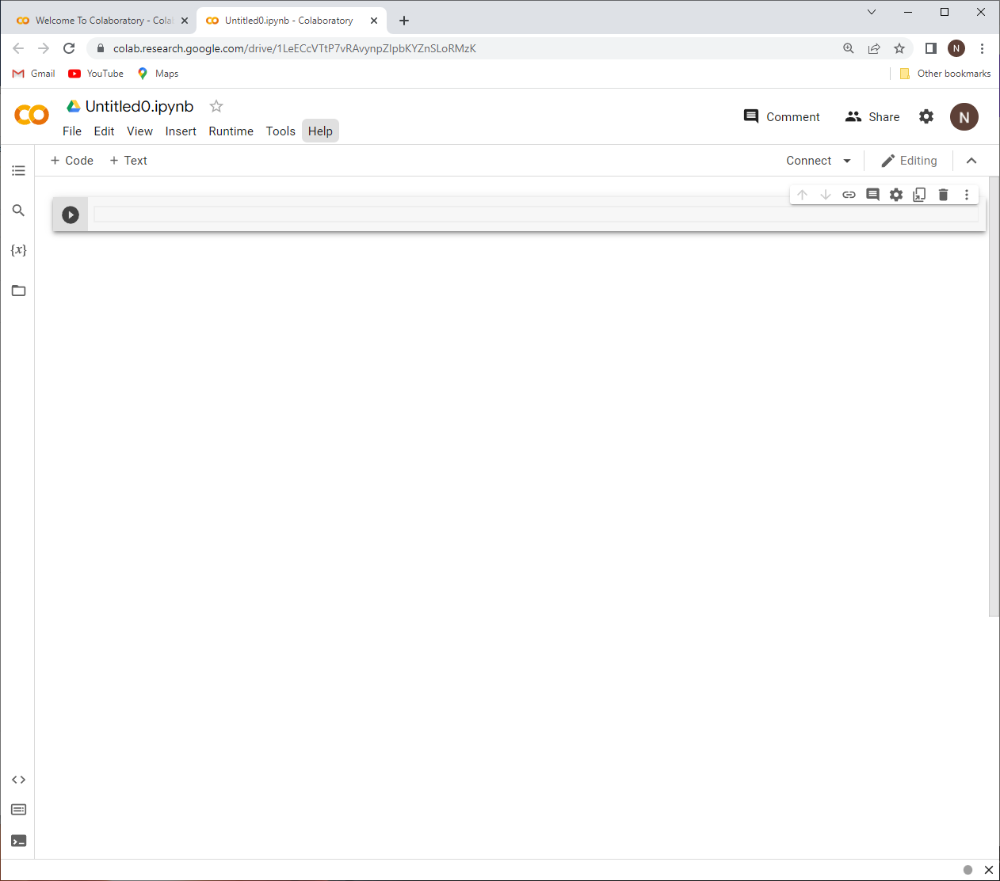 Welcome To Colaboratory - Cola
Untitled0.ipynb - Colaboratory
colab.research.google.com/drive/1LeECcVTtP7vRAvynpZIpbKYZnSLoRMzK
N
Gmail YouTube Maps Other bookmarks
Untitled0.ipynb
File Edit View Insert Runtime Tools Help
Comment Share N
+ Code + Text Connect Editing
{x}